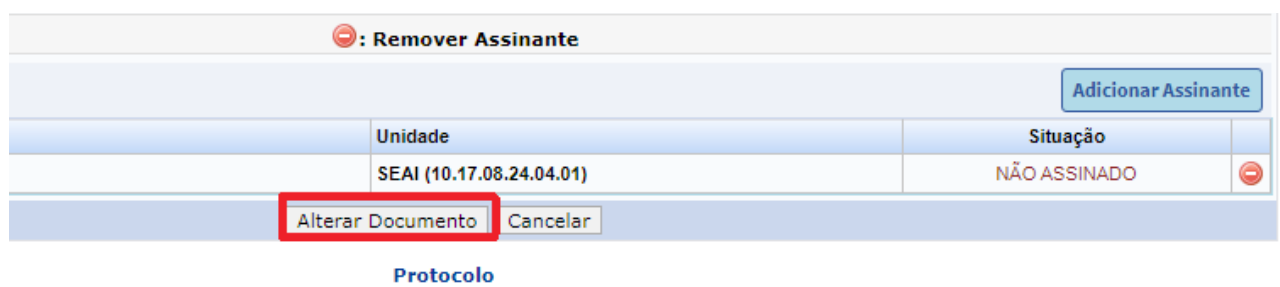 : Remover Assinante
Adicionar Assinante
Unidade Situação
SEAI (10.17.08.24.04.01) NÃO ASSINADO
Alterar Documento Cancelar
Protocolo